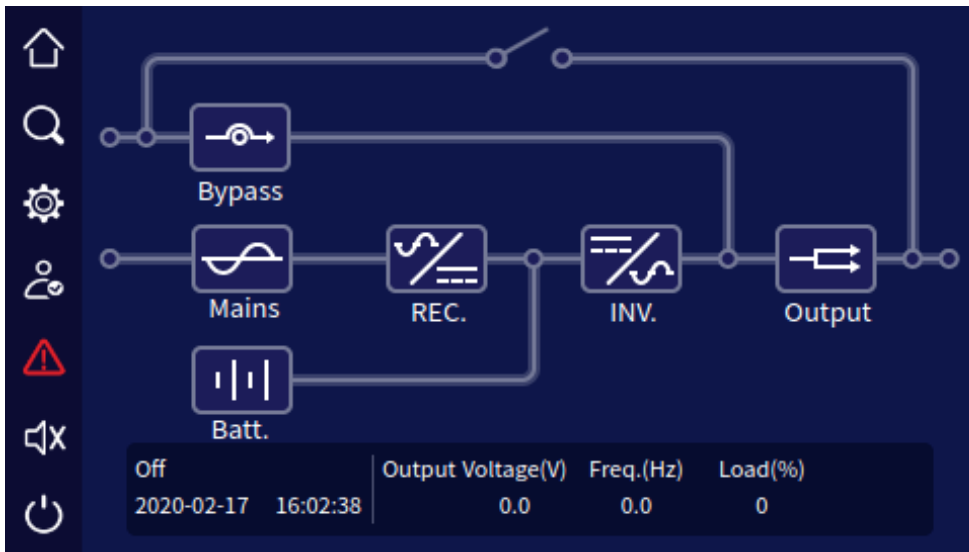 Bypass
Mains
REC.
INV.
Output
Batt.
Off
Output Voltage(V) Freq.(Hz) Load(%)
2020-02-17 16:02:38
0.0 0.0 0